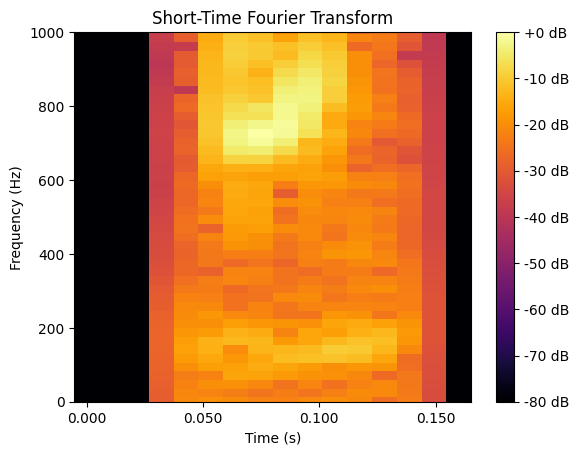 Short-Time Fourier Transform
1000
800
600
400
200
0
Frequency (Hz)
0.000
0.050
0.100
0.150
Time (s)
+0 dB
-10 dB
-20 dB
-30 dB
-40 dB
-50 dB
-60 dB
-70 dB
-80 dB